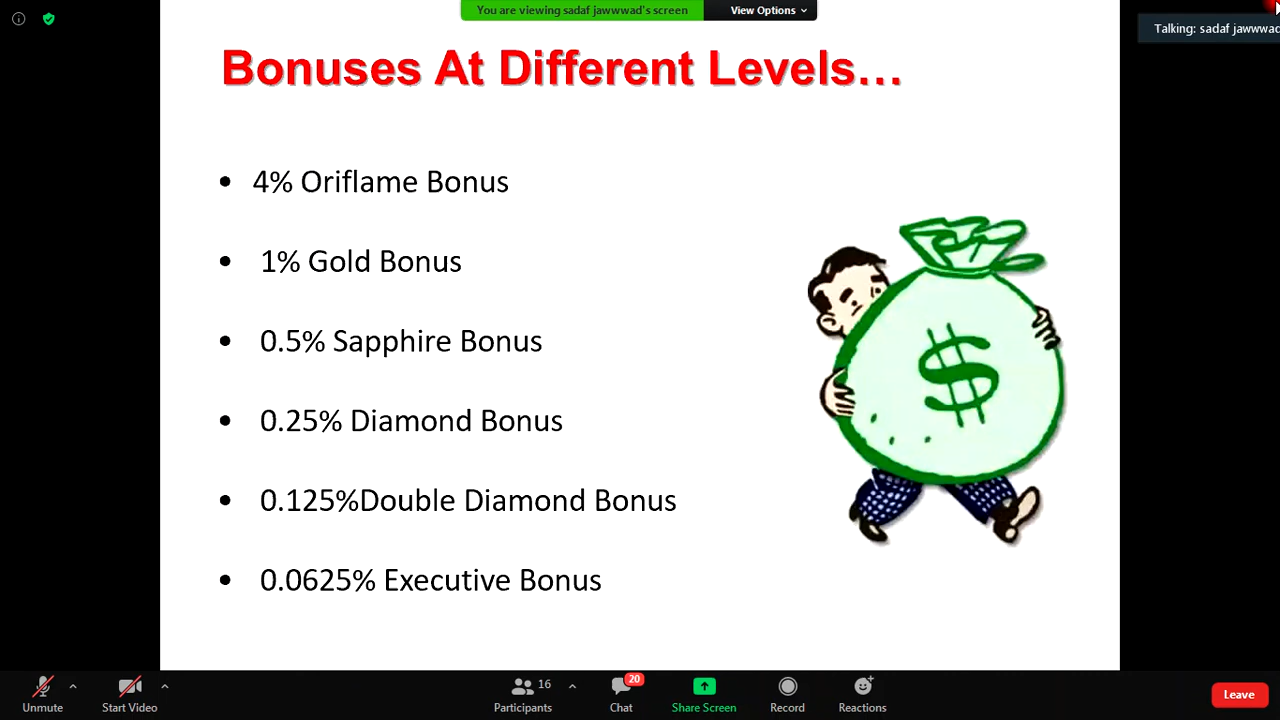 You are viewing sadaf jawwwad's screen
View Options
Talking: sadaf jawwwad
Bonuses At Different Levels...
• 4% Oriflame Bonus
• 1% Gold Bonus
• 0.5% Sapphire Bonus
• 0.25% Diamond Bonus
• 0.125%Double Diamond Bonus
• 0.0625% Executive Bonus
$
Unmute
Start Video
16
Participants
20
Chat
Share Screen
Record
Reactions
Leave